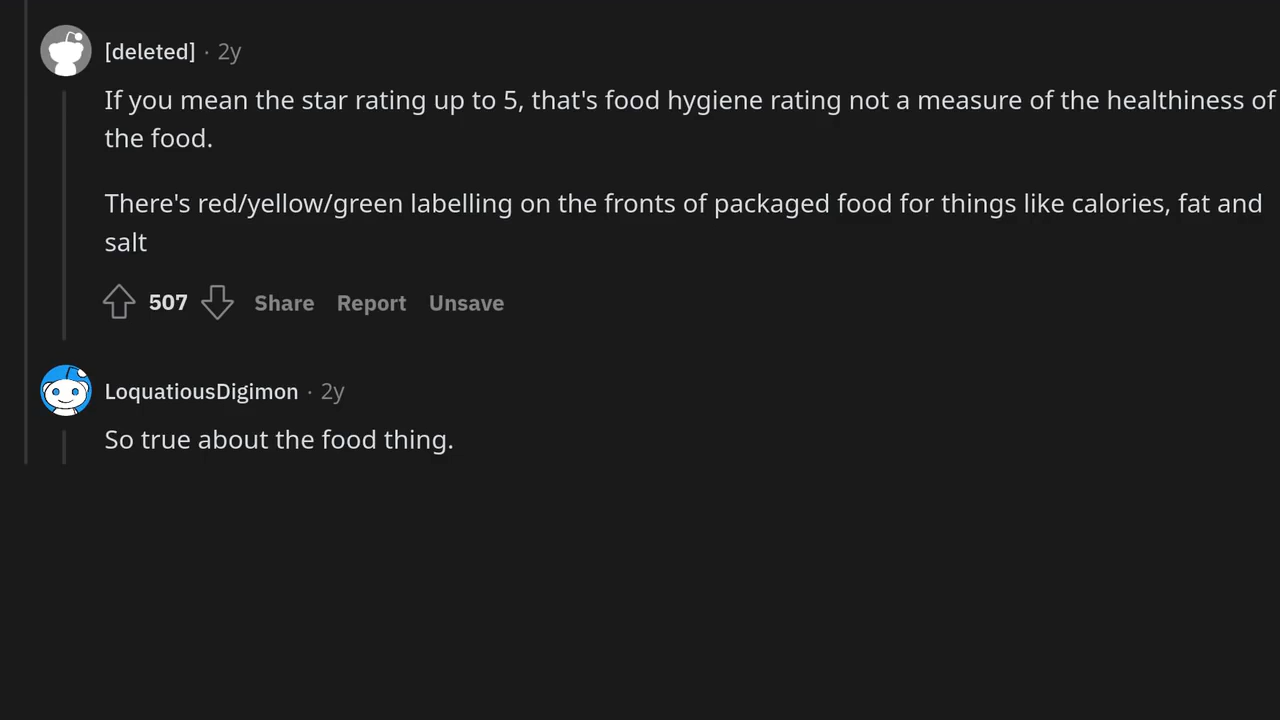 [deleted] · 2y
If you mean the star rating up to 5, that's food hygiene rating not a measure of the healthiness of
the food.
There's red/yellow/green labelling on the fronts of packaged food for things like calories, fat and
salt
507 Share Report Unsave
LoquatiousDigimon · 2y
So true about the food thing.